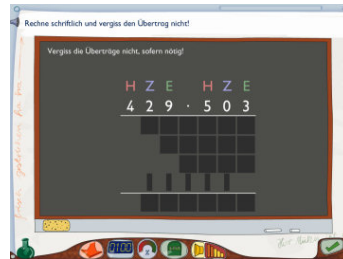 Rechne schriftlich und vergiss den Übertrag nicht!
Vergiss die Überträge nicht, sofern nötig!
H Z E H Z E
4 2 9 · 5 0 3
0100